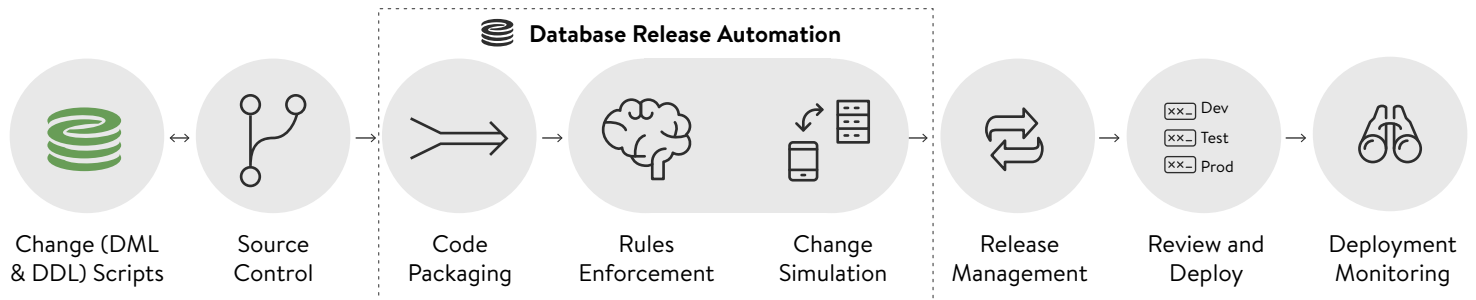 Database Release Automation
××_ Dev
××_ Test
××_ Prod
Change (DML
& DDL) Scripts
Source
Control
Code
Packaging
Rules
Enforcement
Change
Simulation
Release
Management
Review and
Deploy
Deployment
Monitoring